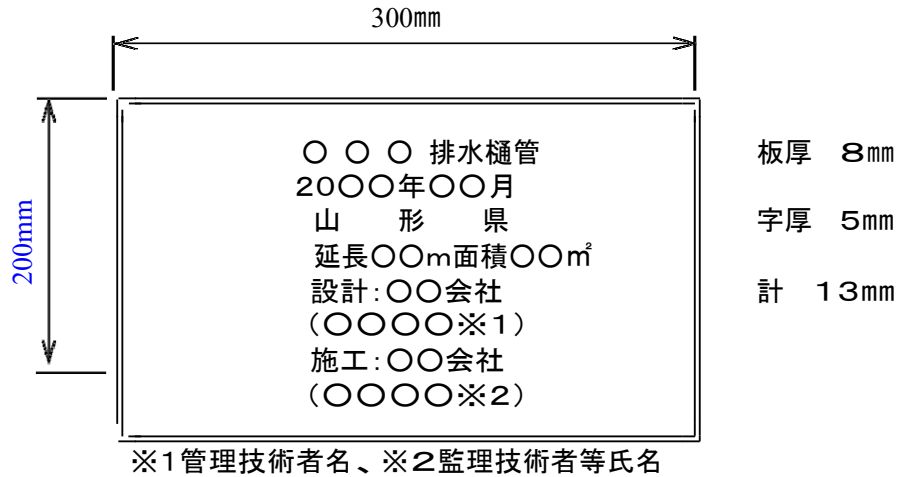 300㎜
200mm
○ ○ ○ 排水樋管
20○○年○○月
山 形 県
延長○○m面積○○㎡
設計:○○会社
(○○○○※1)
施工:○○会社
(○○○○※2)
板厚 8㎜
字厚 5㎜
計 13㎜
※1管理技術者名、※2監理技術者等氏名